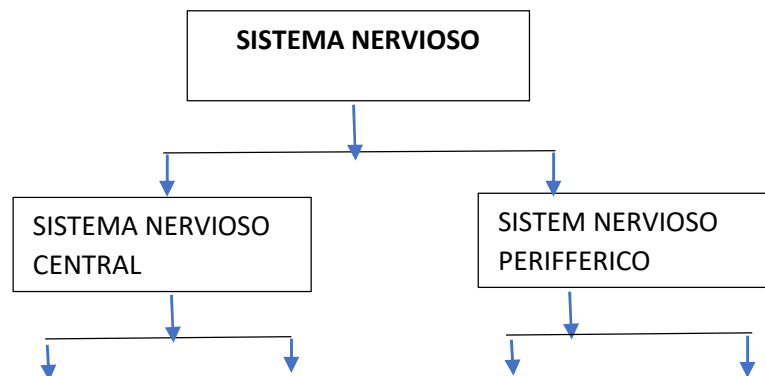 SISTEMA NERVIOSO
SISTEMA NERVIOSO
CENTRAL
SISTEM NERVIOSO
PERIFFERICO